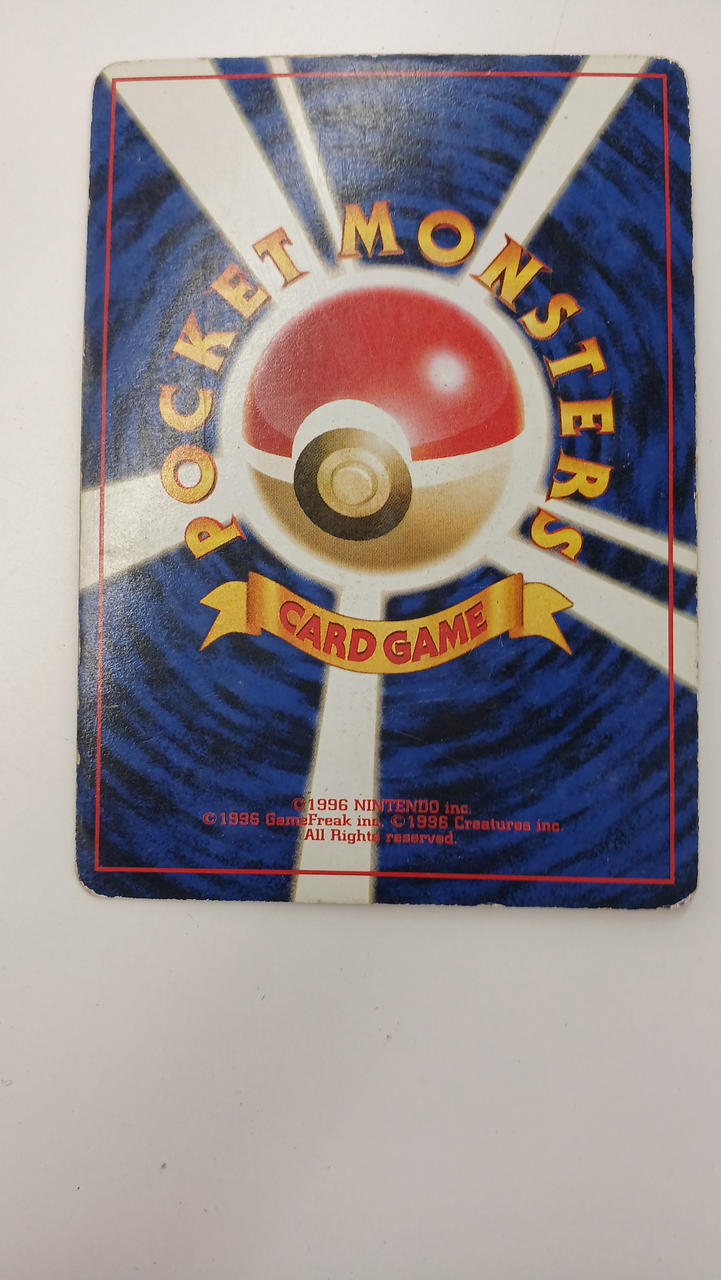 POCKET MONSTERS
CARD GAME
©1996 NINTENDO inc.
©1996 GameFreak inc. ©1996 Creatures inc.
All Rights reserved.